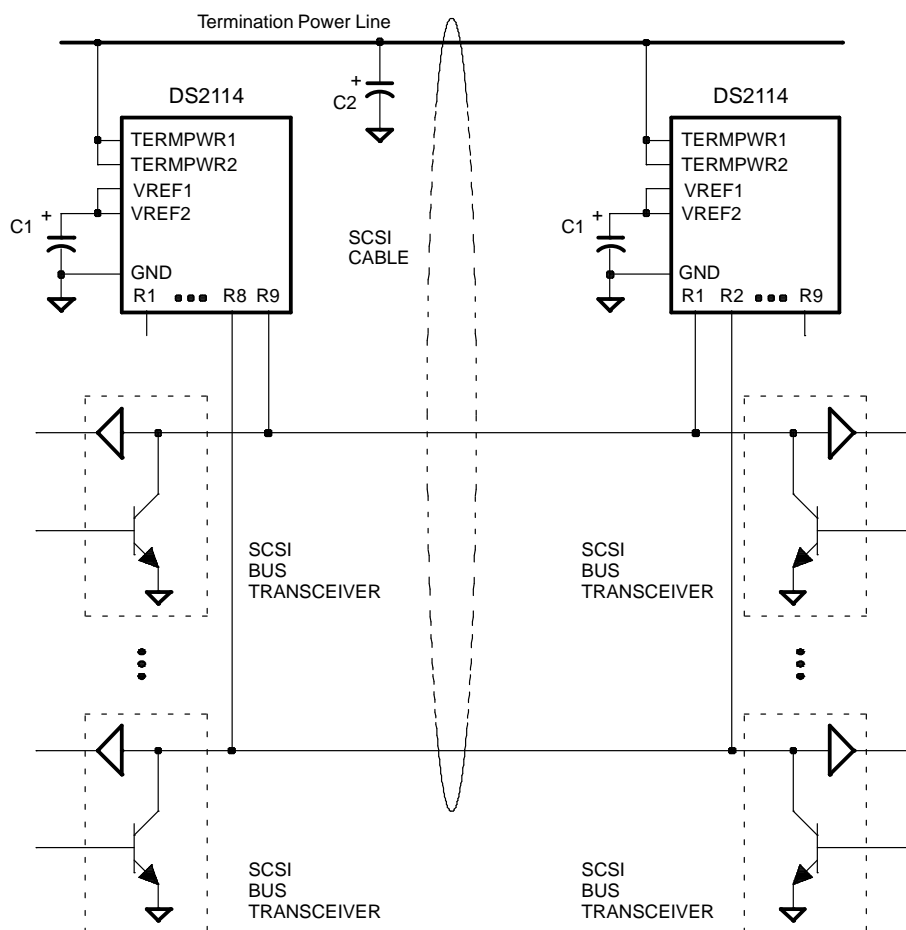 Termination Power Line
DS2114
+
C2
DS2114
TERMPWR1
TERMPWR2
VREF1
VREF2
+
C1
GND
R1 R8 R9
SCSI
CABLE
TERMPWR1
TERMPWR2
VREF1
VREF2
+
C1
GND
R1 R2 R9
SCSI
BUS
TRANSCEIVER
SCSI
BUS
TRANSCEIVER
SCSI
BUS
TRANSCEIVER
SCSI
BUS
TRANSCEIVER